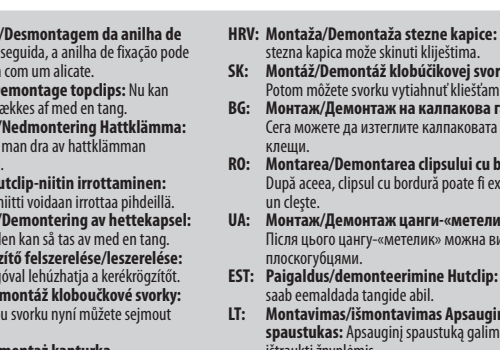 /Desmontagem da anilha de
seguida, a anilha de fixação pode
com um alicate.
emontage topclips: Nu kan
ækkes af med en tang.
/Nedmontering Hattklämma:
man dra av hattklämman
utclip-niitin irrottaminen:
niitti voidaan irrottaa pihdeillä.
/Demontering av hettekapsel:
len kan så tas av med en tang.
zítő felszerelése/leszerelése:
góval lehúzhatja a kerékrögzítőt.
montáž kloboučkové svorky:
u svorku nyní můžete sejmout
HRV: Montaža/Demontaža stezne kapice:
stezna kapica može skinuti kliještima.
SK: Montáž/Demontáž klobúčikovej svor
Potom môžete svorku vytiahnuť kliešťam
BG: Монтаж/Демонтаж на калпакова г
Сега можете да изтеглите калпаковата
клещи.
RO: Montarea/Demontarea clipsului cu b
După aceea, clipsul cu bordură poate fi ex
un cleşte.
UA: Монтаж/Демонтаж цанги-«метели
Після цього цангу-«метелик» можна ви
плоскогубцями.
EST: Paigaldus/demonteerimine Hutclip:
saab eemaldada tangide abil.
LT: Montavimas/išmontavimas Apsaugin
spaustukas: Apsauginį spaustuką galim